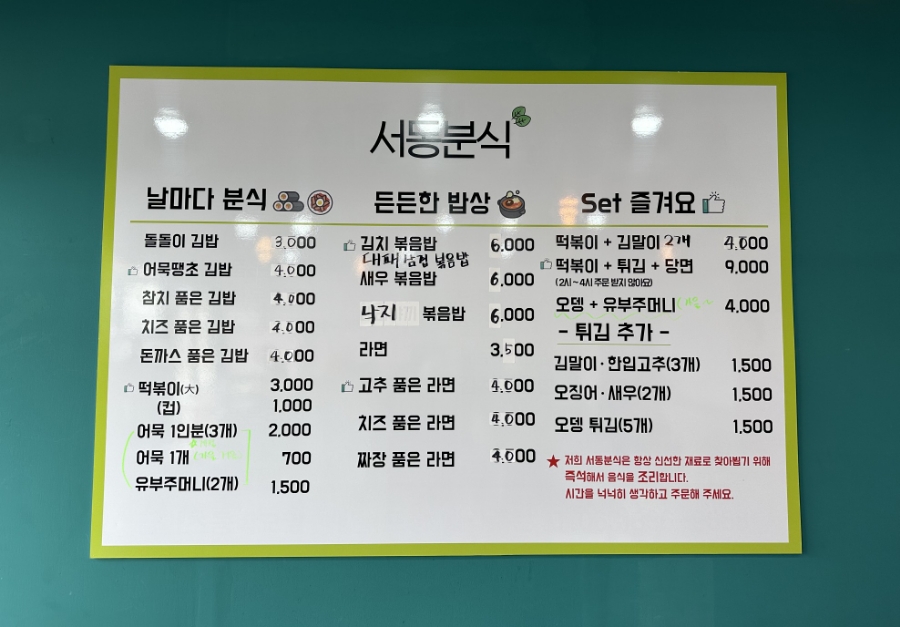 서동분식
날마다 분식
돌돌이 김밥 3,000
어묵땡초 김밥 4,000
참치 품은 김밥 4,000
치즈 품은 김밥 4,000
돈까스 품은 김밥 4,000
떡볶이(大) 3,000
(컵) 1,000
어묵 1인분(3개) 2,000
어묵 1개 700
유부주머니(2개) 1,500
든든한 밥상
김치 볶음밥 6,000
대패삼겹 볶음밥
새우 볶음밥 6,000
낙지 볶음밥 6,000
라면 3,500
고추 품은 라면 4,000
치즈 품은 라면 4,000
짜장 품은 라면 4,000
Set 즐겨요
떡볶이 + 김말이 2개 4,000
떡볶이 + 튀김 + 당면 9,000
(2시~4시 주문 받지 않아요)
오뎅 + 유부주머니 4,000
- 튀김 추가 -
김말이·한입고추(3개) 1,500
오징어·새우(2개) 1,500
오뎅 튀김(5개) 1,500
★ 저희 서동분식은 항상 신선한 재료로 찾아뵙기 위해
즉석해서 음식을 조리합니다.
시간을 넉넉히 생각하고 주문해 주세요.